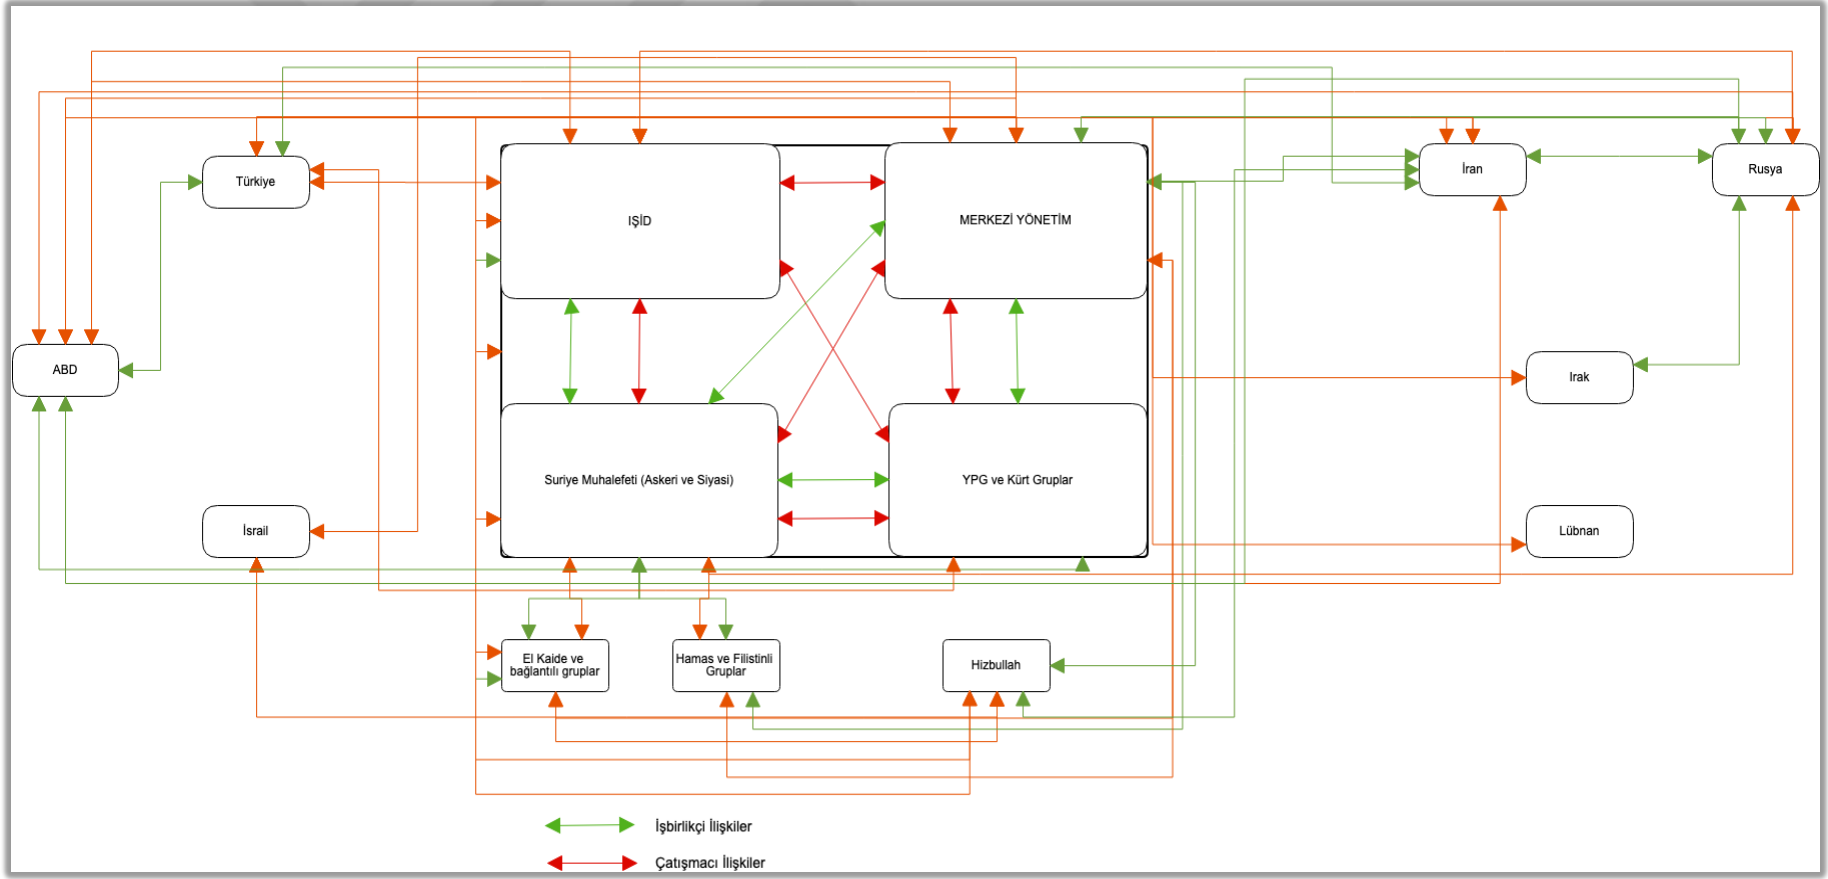 Türkiye
IŞİD
MERKEZİ YÖNETİM
İran
Rusya
ABD
Irak
Suriye Muhalefeti (Askeri ve Siyasi)
YPG ve Kürt Gruplar
İsrail
Lübnan
El Kaide ve
bağlantılı gruplar
Hamas ve Filistinli
Gruplar
Hizbullah
İşbirlikçi İlişkiler
Çatışmacı İlişkiler